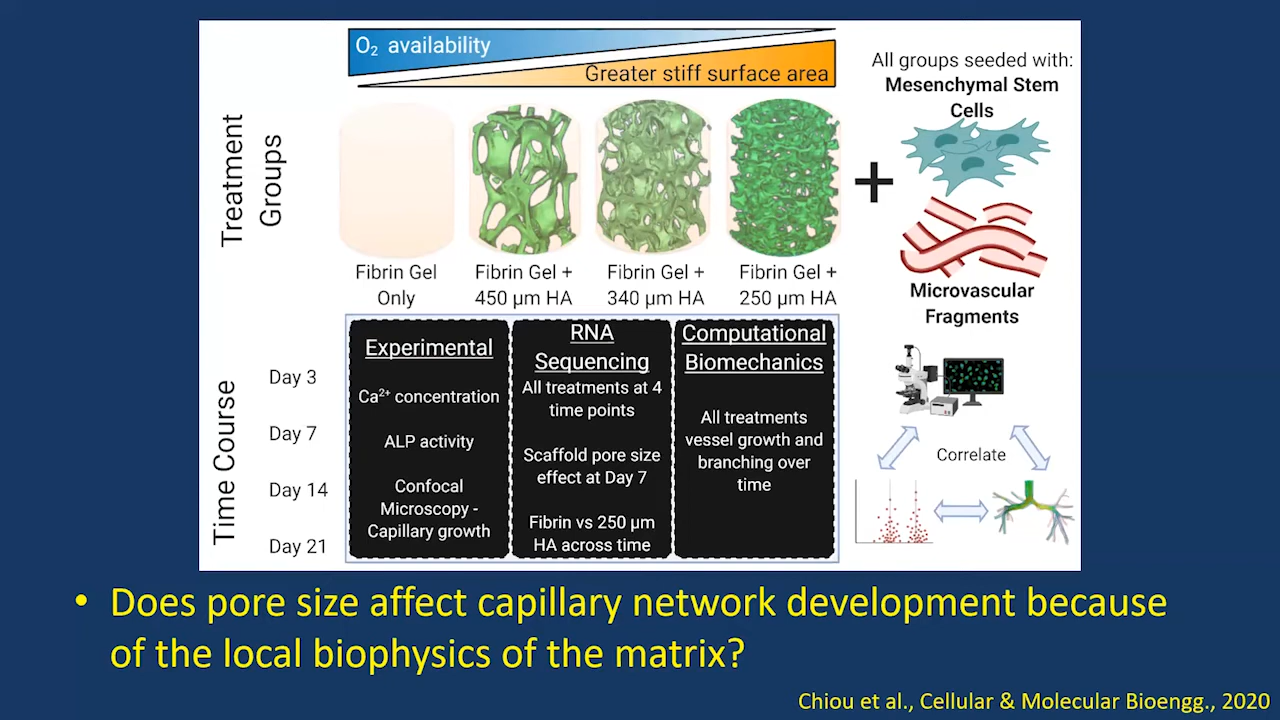 O₂ availability
Greater stiff surface area
All groups seeded with:
Mesenchymal Stem
Cells
Treatment
Groups
+
Fibrin Gel
Only
Fibrin Gel +
450 µm HA
Fibrin Gel +
340 µm HA
Fibrin Gel +
250 µm HA
Microvascular
Fragments
Time Course
Day 3
Day 7
Day 14
Day 21
Experimental
Ca²⁺ concentration
ALP activity
Confocal
Microscopy -
Capillary growth
RNA
Sequencing
All treatments at 4
time points
Scaffold pore size
effect at Day 7
Fibrin vs 250 µm
HA across time
Computational
Biomechanics
All treatments
vessel growth and
branching over
time
Correlate
• Does pore size affect capillary network development because
of the local biophysics of the matrix?
Chiou et al., Cellular & Molecular Bioengg., 2020